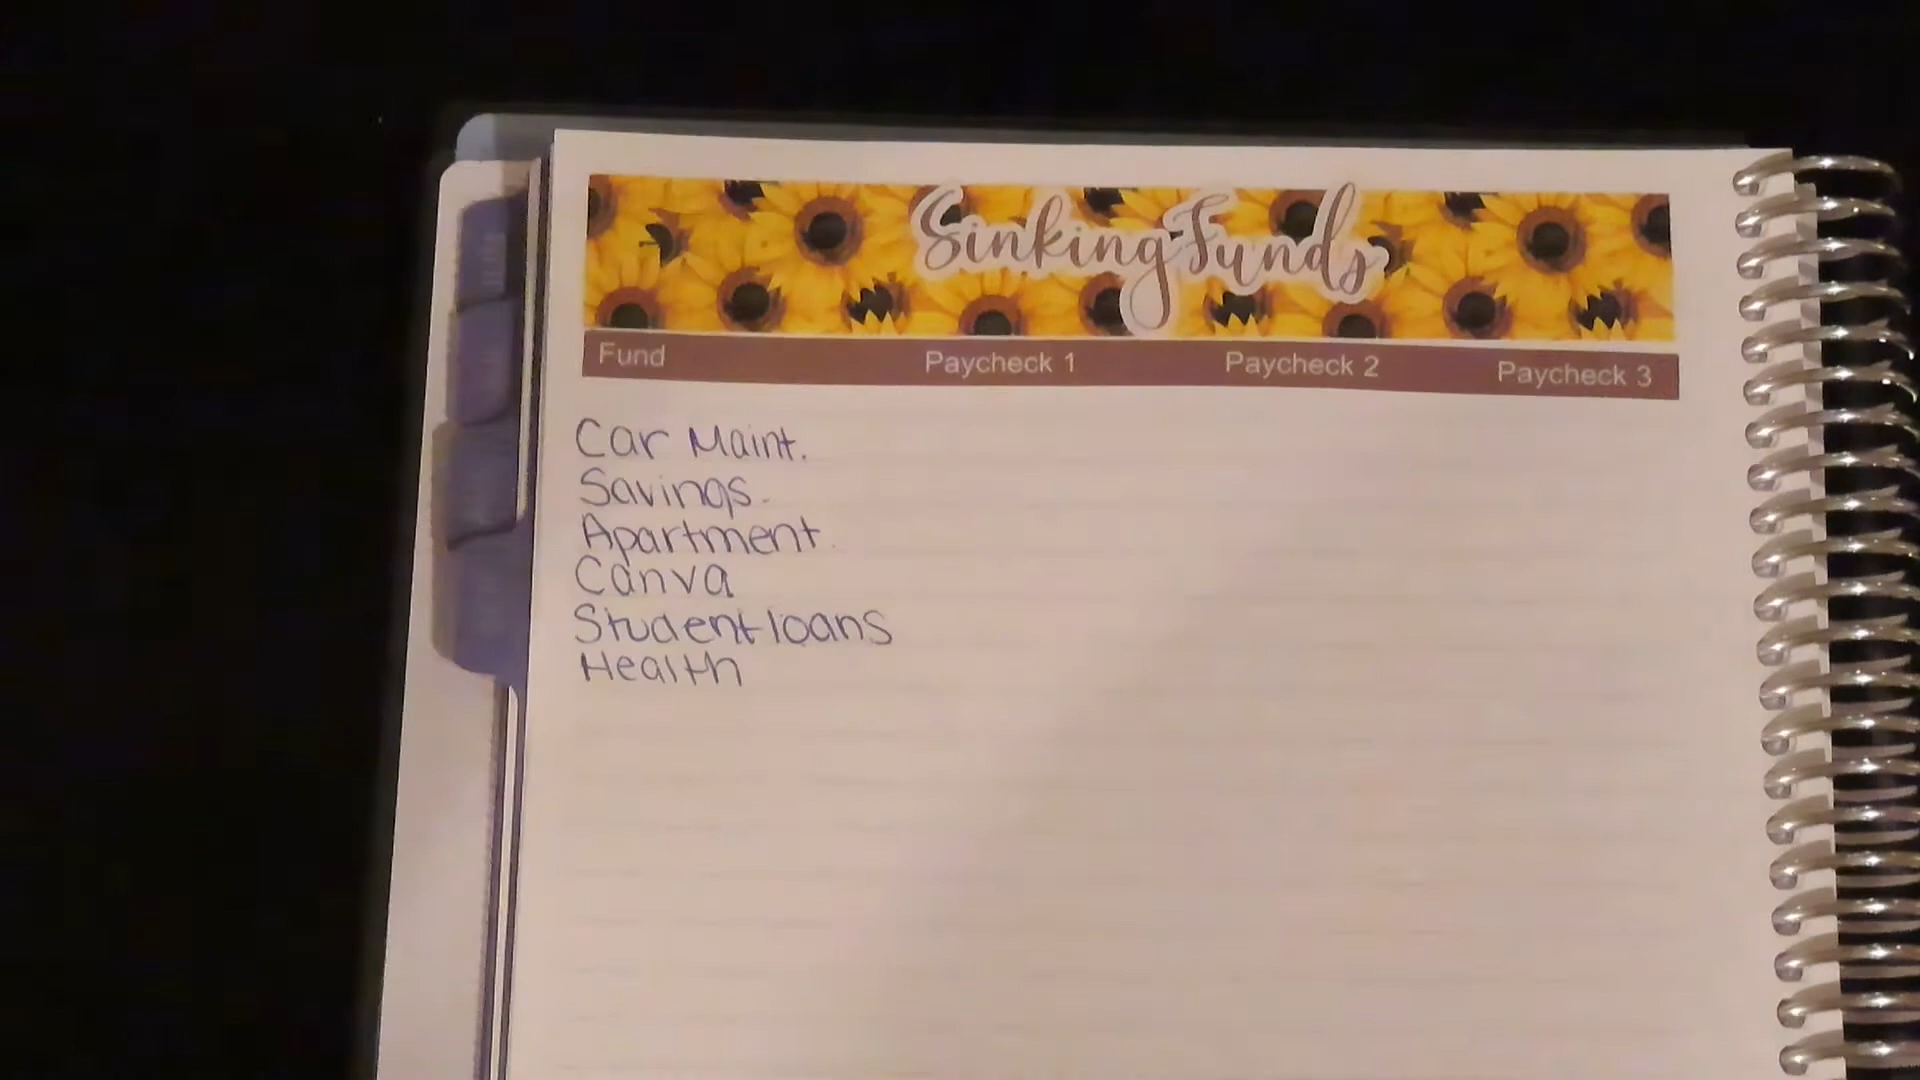 Sinking Funds
Fund Paycheck 1 Paycheck 2 Paycheck 3
Car Maint.
Savings.
Apartment.
Canva
Student loans
Health